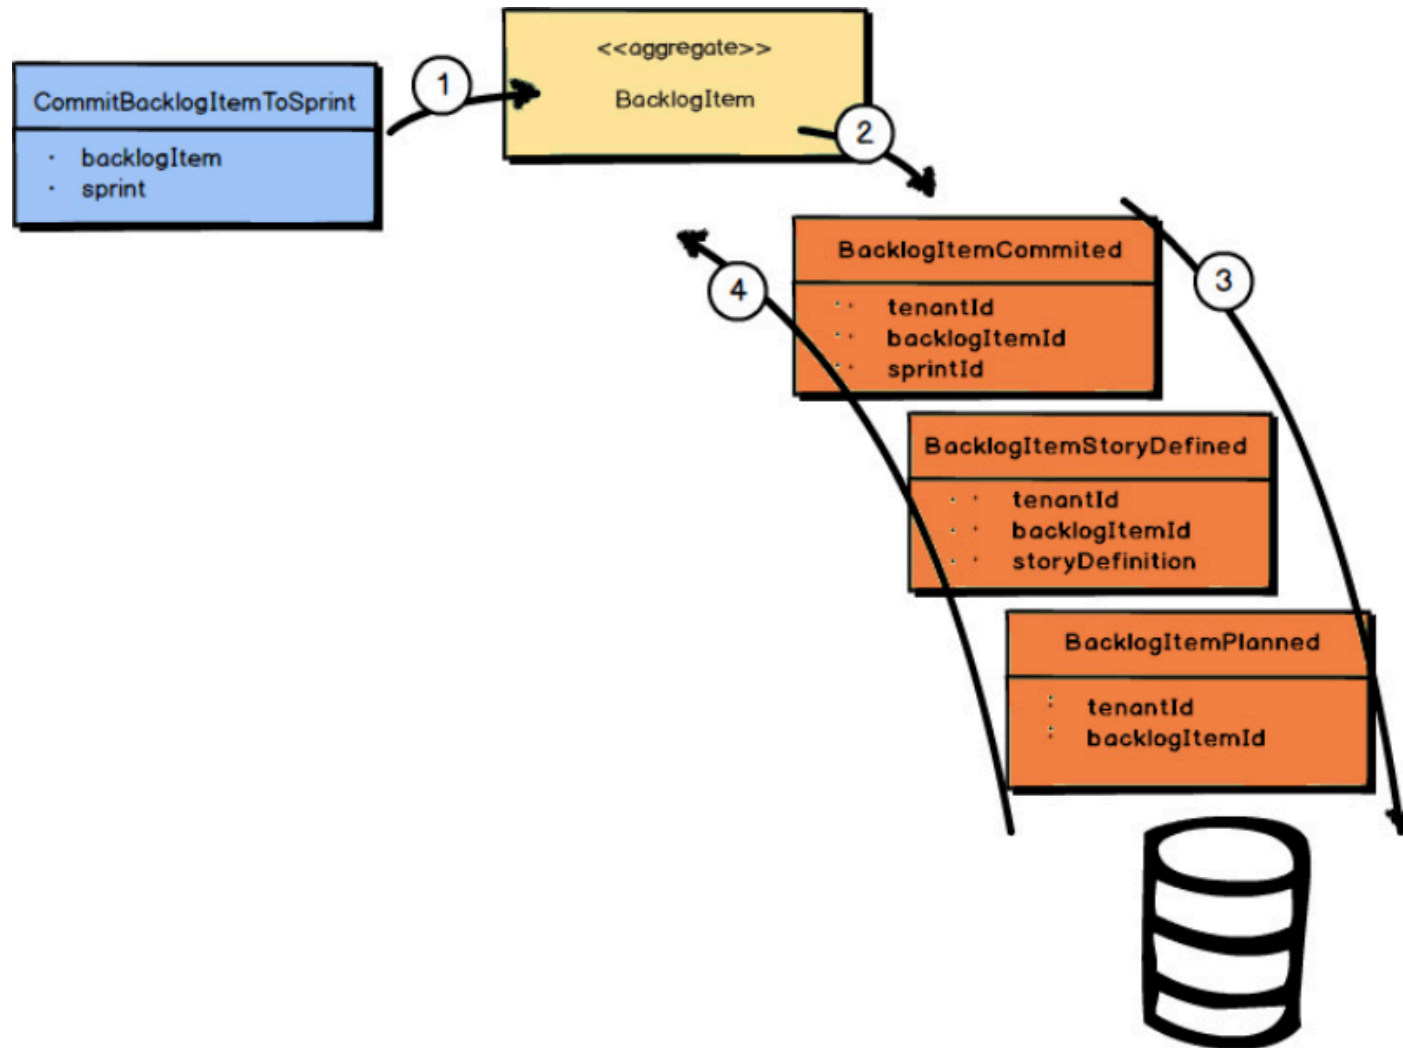 <<aggregate>>
BacklogItem
CommitBacklogItemToSprint
· backlogItem
· sprint
1
2
BacklogItemCommited
· tenantId
· backlogItemId
· sprintId
3
4
BacklogItemStoryDefined
· tenantId
· backlogItemId
· storyDefinition
BacklogItemPlanned
· tenantId
· backlogItemId